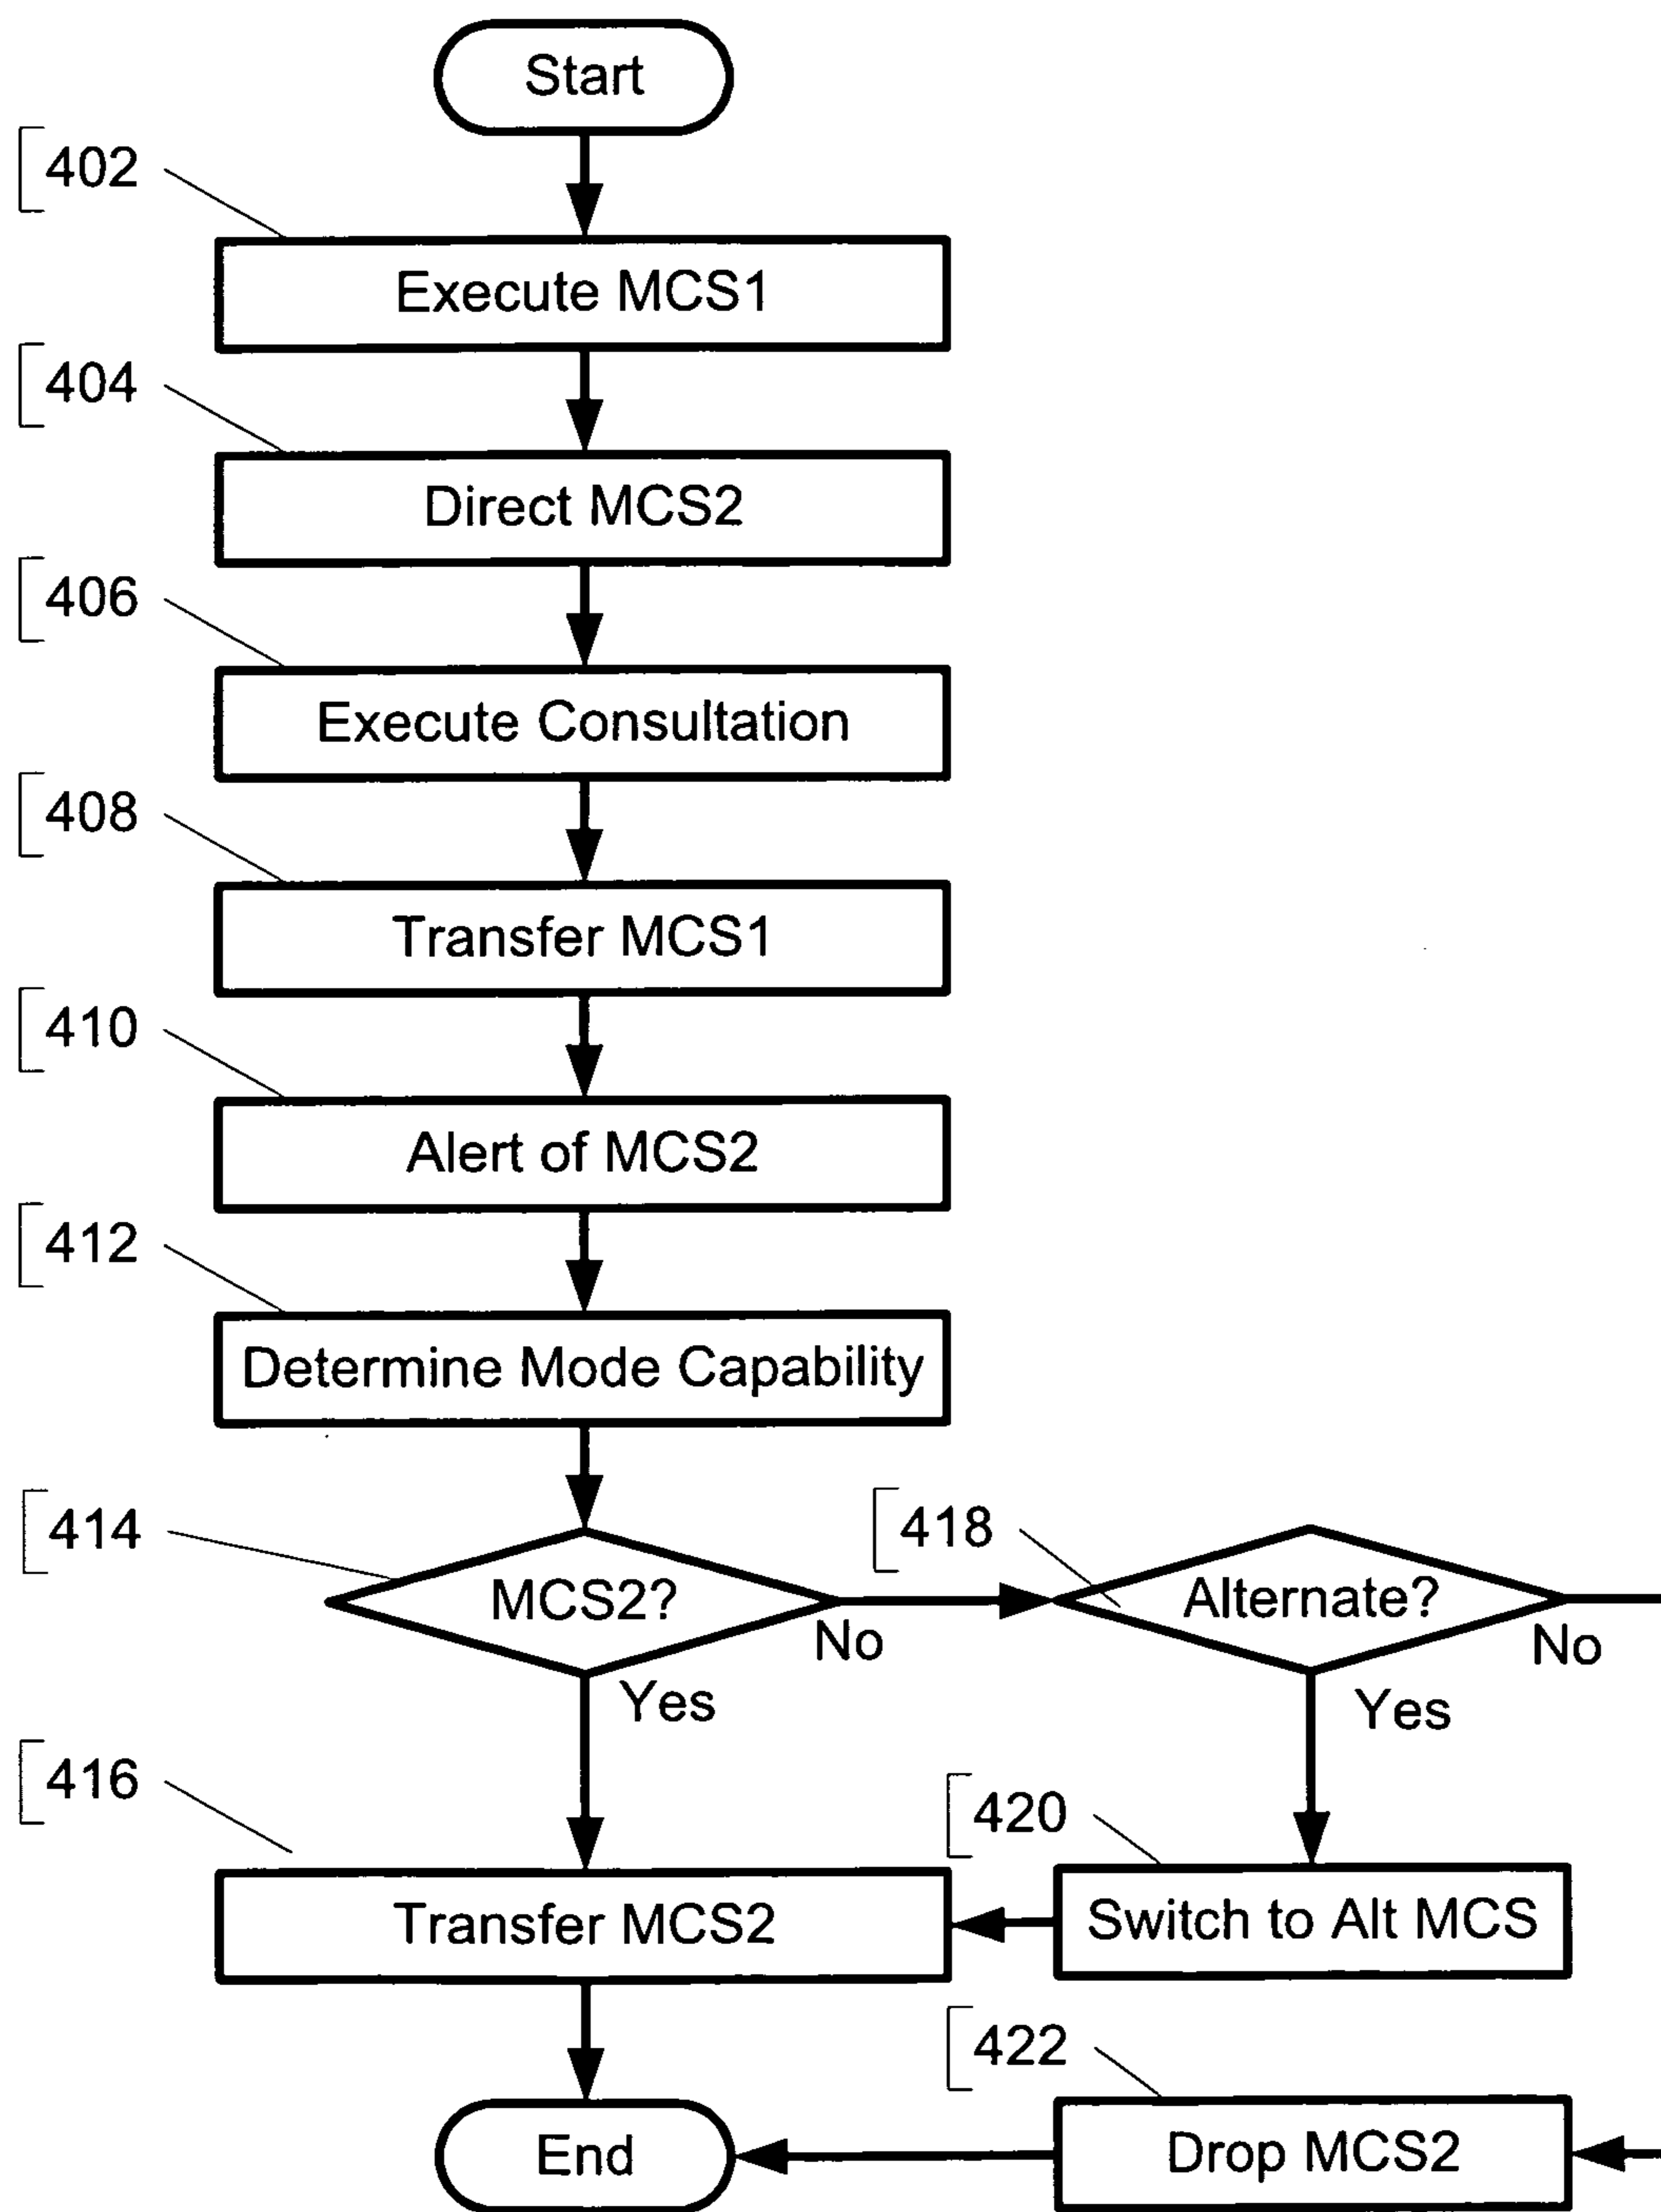 Start
402
Execute MCS1
404
Direct MCS2
406
Execute Consultation
408
Transfer MCS1
410
Alert of MCS2
412
Determine Mode Capability
414
MCS2?
No
Yes
418
Alternate?
No
Yes
416
Transfer MCS2
420
Switch to Alt MCS
422
Drop MCS2
End